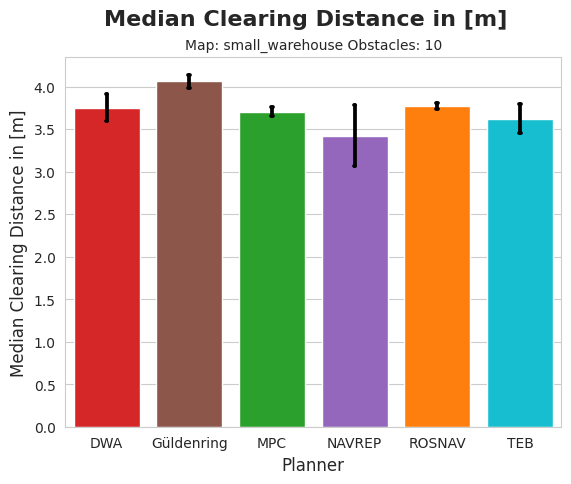 Median Clearing Distance in [m]
Map: small_warehouse Obstacles: 10
Median Clearing Distance in [m]
4.0
3.5
3.0
2.5
2.0
1.5
1.0
0.5
0.0
DWA Güldenring MPC NAVREP ROSNAV TEB
Planner